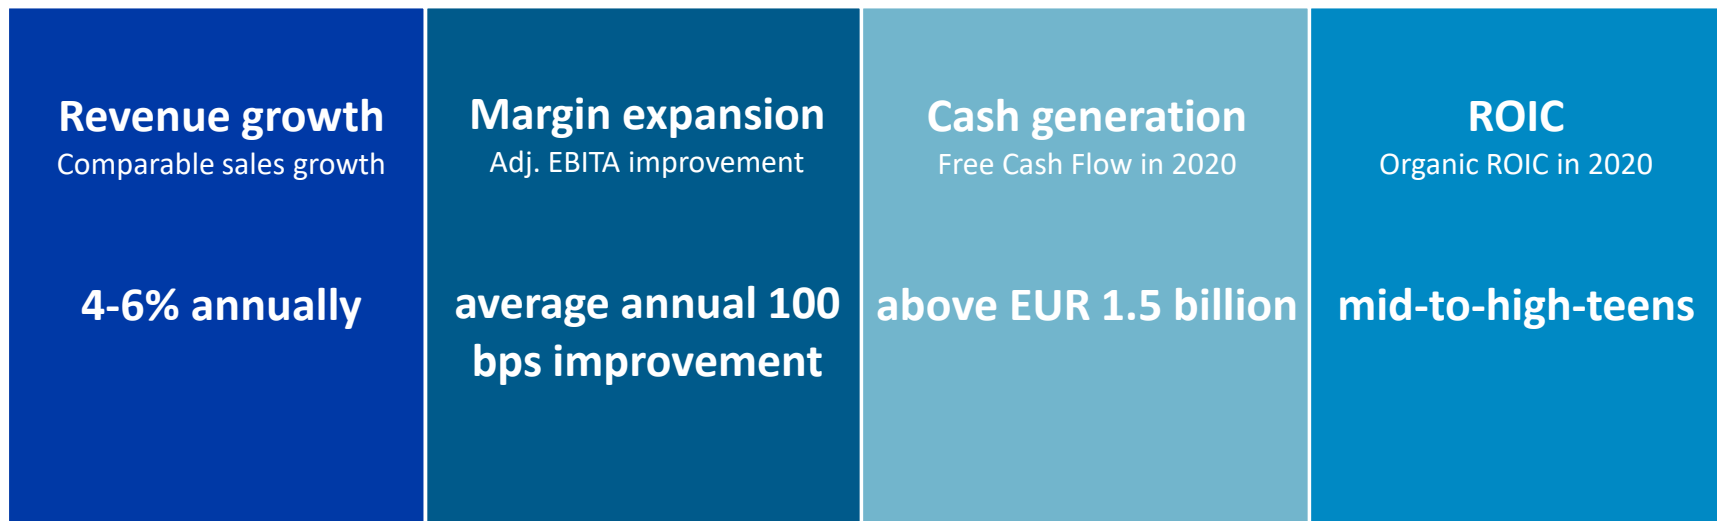 Revenue growth
Comparable sales growth
4-6% annually
Margin expansion
Adj. EBITA improvement
average annual 100
bps improvement
Cash generation
Free Cash Flow in 2020
above EUR 1.5 billion
ROIC
Organic ROIC in 2020
mid-to-high-teens